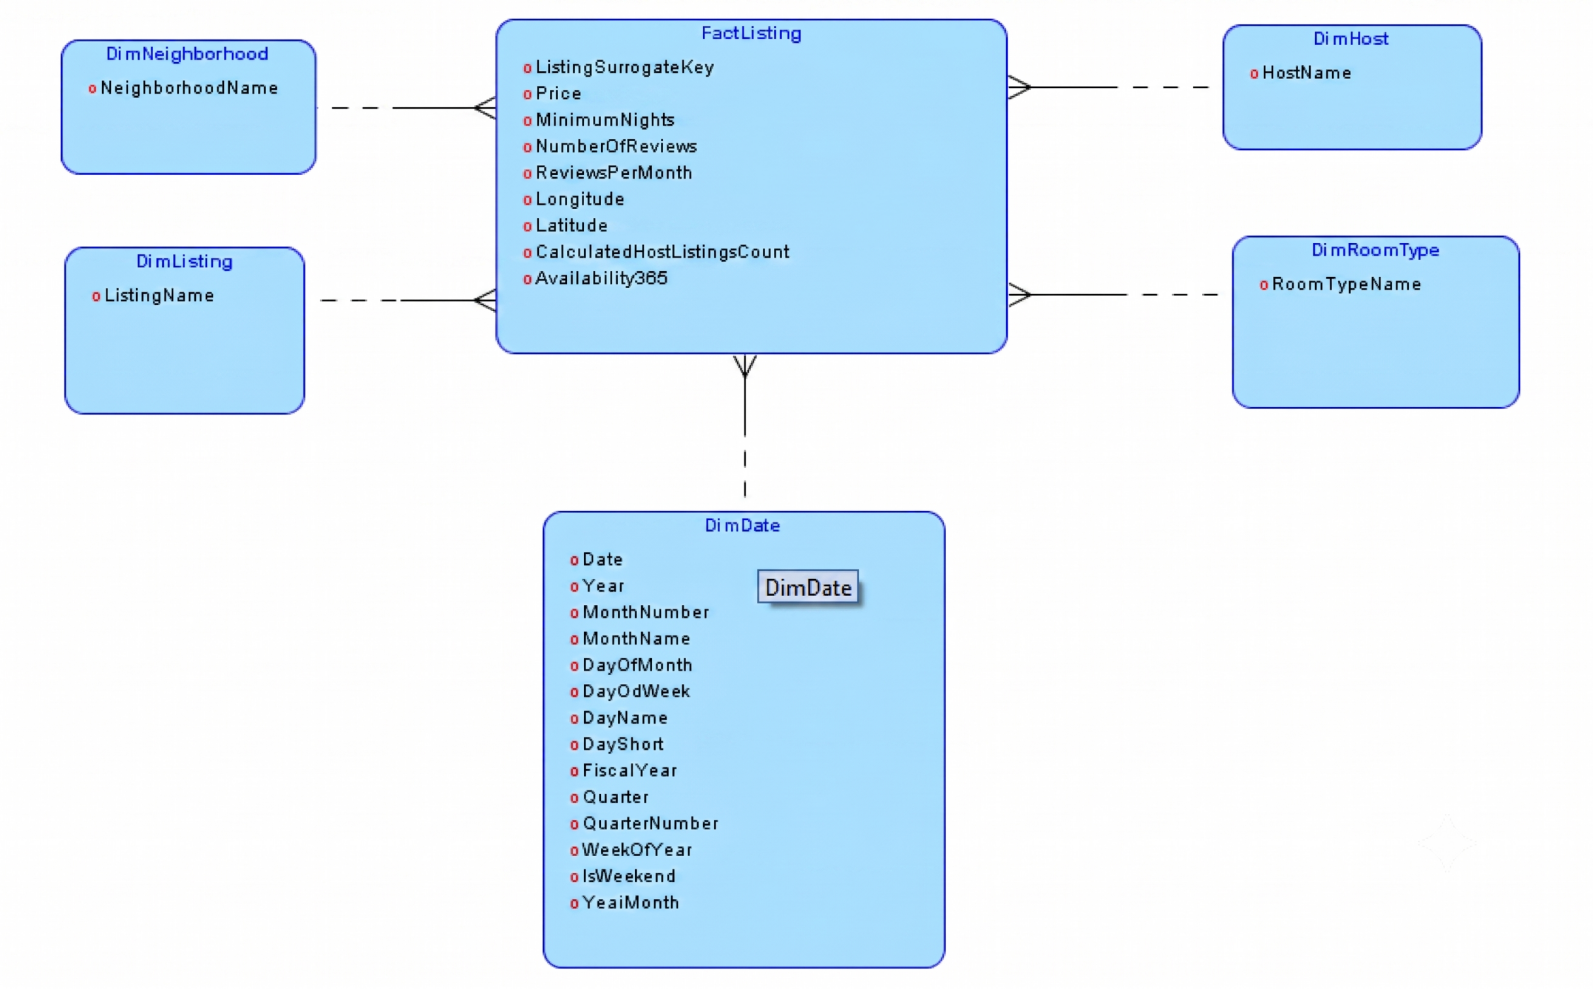 DimNeighborhood
NeighborhoodName
FactListing
ListingSurrogateKey
Price
MinimumNights
NumberOfReviews
ReviewsPerMonth
Longitude
Latitude
CalculatedHostListingsCount
Availability365
DimHost
HostName
DimListing
ListingName
DimRoomType
RoomTypeName
DimDate
Date
DimDate
Year
MonthNumber
MonthName
DayOfMonth
DayOdWeek
DayName
DayShort
FiscalYear
Quarter
QuarterNumber
WeekOfYear
IsWeekend
YeaiMonth